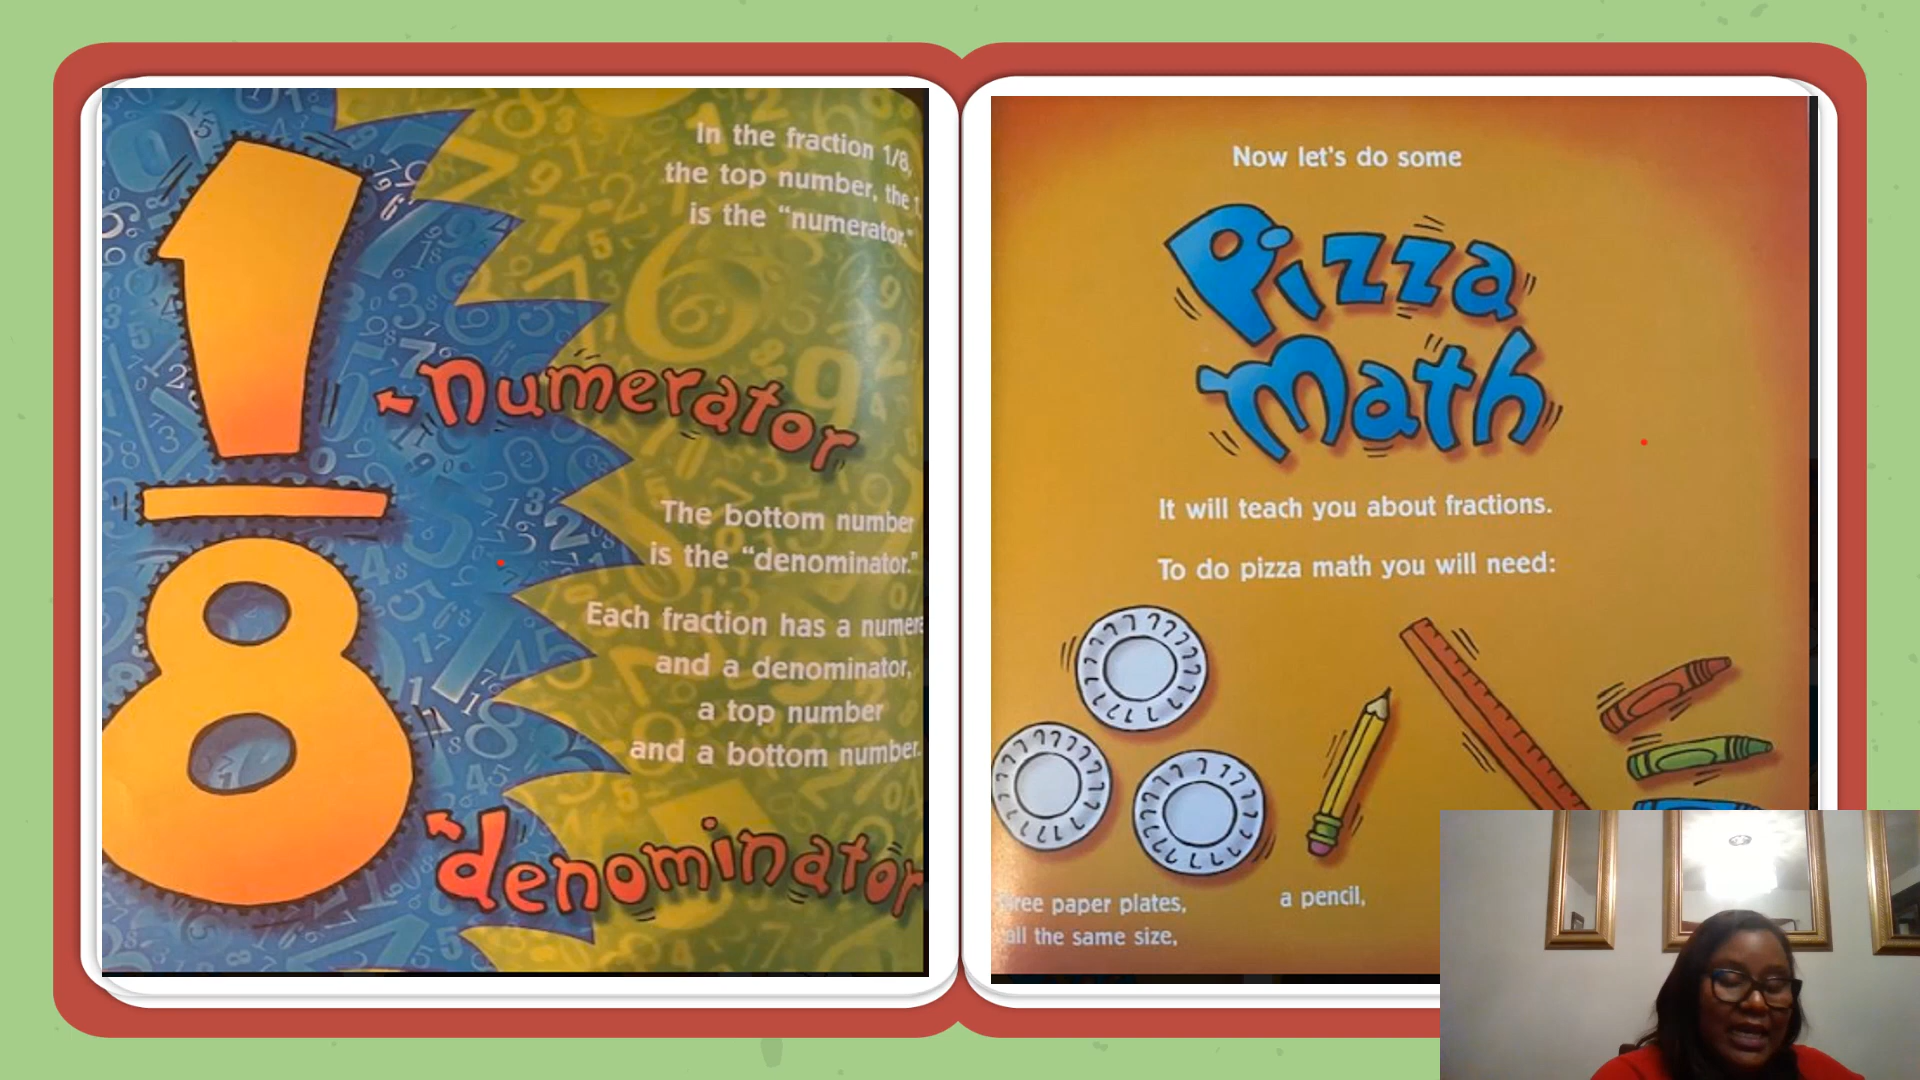 In the fraction 1/8,
the top number, the 1,
is the “numerator.”
1
numerator
8
The bottom number
is the “denominator.”
Each fraction has a numera
and a denominator,
a top number
and a bottom number.
denominator
Now let's do some
Pizza
Math
It will teach you about fractions.
To do pizza math you will need:
paper plates,
all the same size,
a pencil,